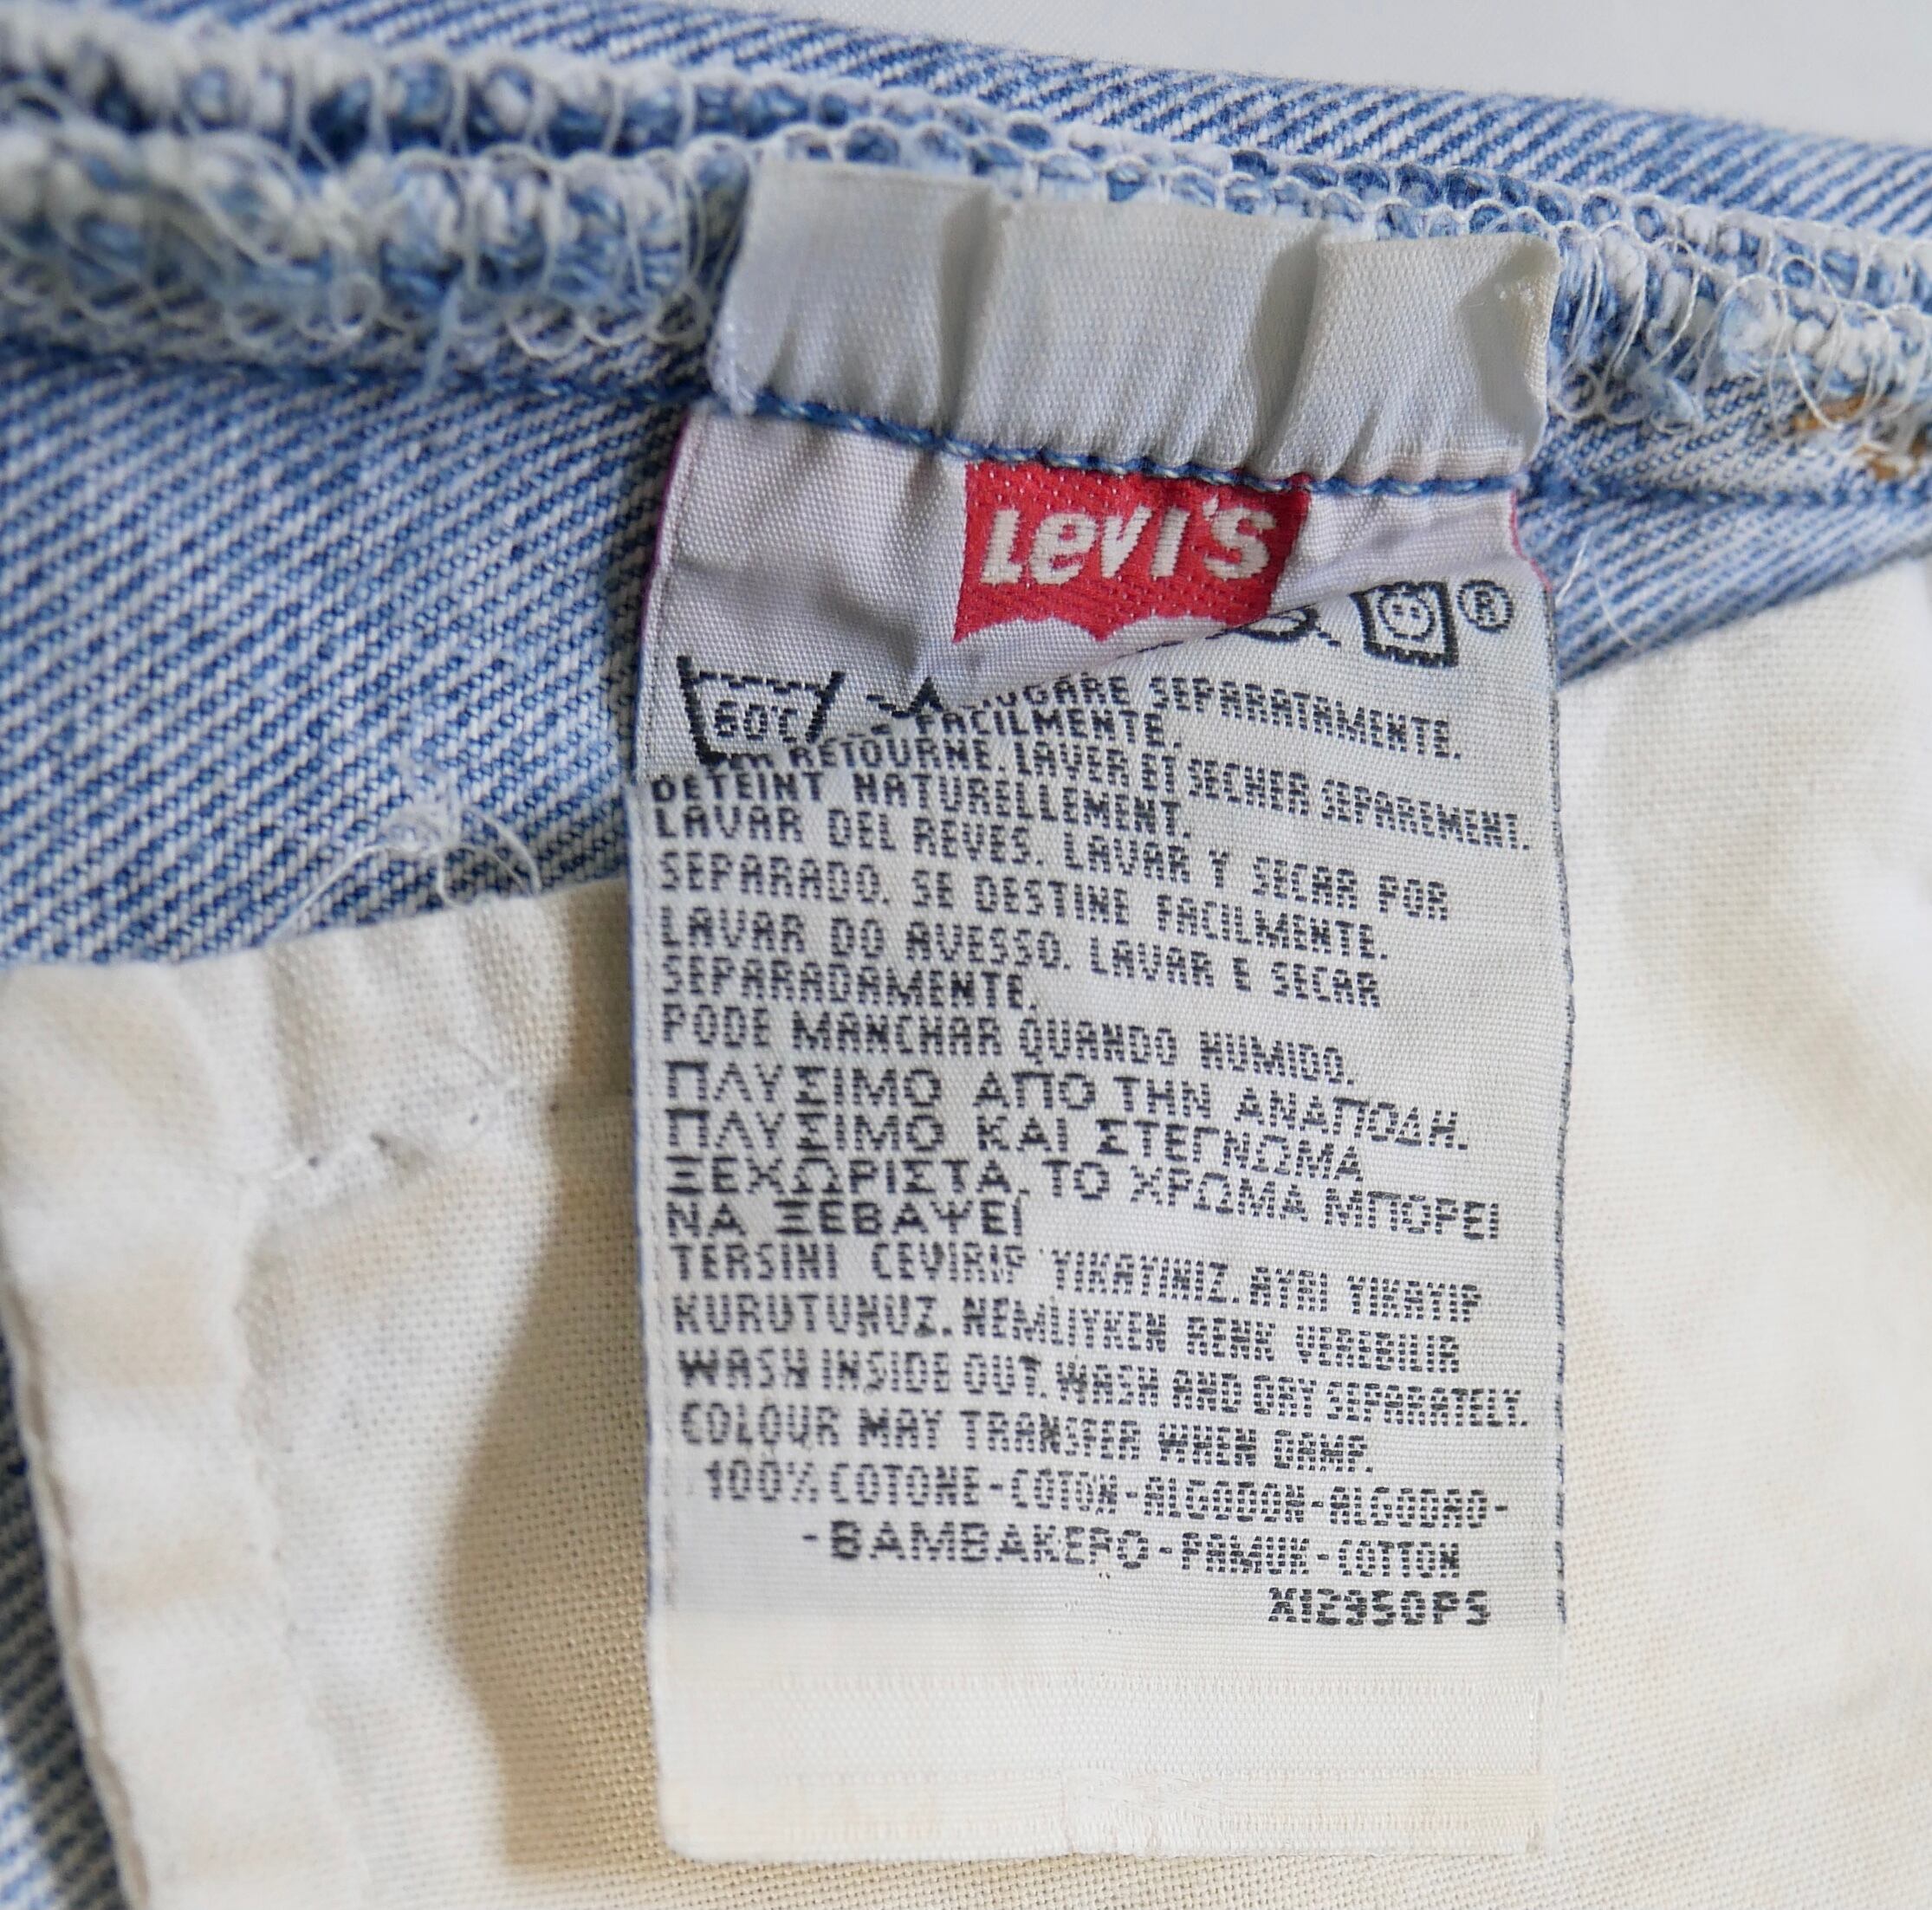 Levi's
®
60°C
SEPARATAMENTE.
FACILMENTE.
RETOURNE. LAVER ET SECHER SEPAREMENT.
DETEINT NATURELLEMENT.
LAVAR DEL REVES. LAVAR Y SECAR POR
SEPARADO. SE DESTINE FACILMENTE.
LAVAR DO AVESSO. LAVAR E SECAR
SEPARADAMENTE.
PODE MANCHAR QUANDO HUMIDO.
ΠΛΥΣΙΜΟ ΑΠΟ ΤΗΝ ΑΝΑΠΟΔΗ.
ΠΛΥΣΙΜΟ ΚΑΙ ΣΤΕΓΝΩΜΑ
ΞΕΧΩΡΙΣΤΑ. ΤΟ ΧΡΩΜΑ ΜΠΟΡΕΙ
ΝΑ ΞΕΒΑΨΕΙ
TERSINI CEVIRIP YIKAYINIZ. AYRI YIKAYIP
KURUTUNUZ. NEMLIYKEN RENK VEREBILIR
WASH INSIDE OUT. WASH AND DRY SEPARATELY.
COLOUR MAY TRANSFER WHEN DAMP.
100% COTONE-COTON-ALGODON-ALGODAO-
-BAMBAKERO-PAMUK-COTTON
X12950PS